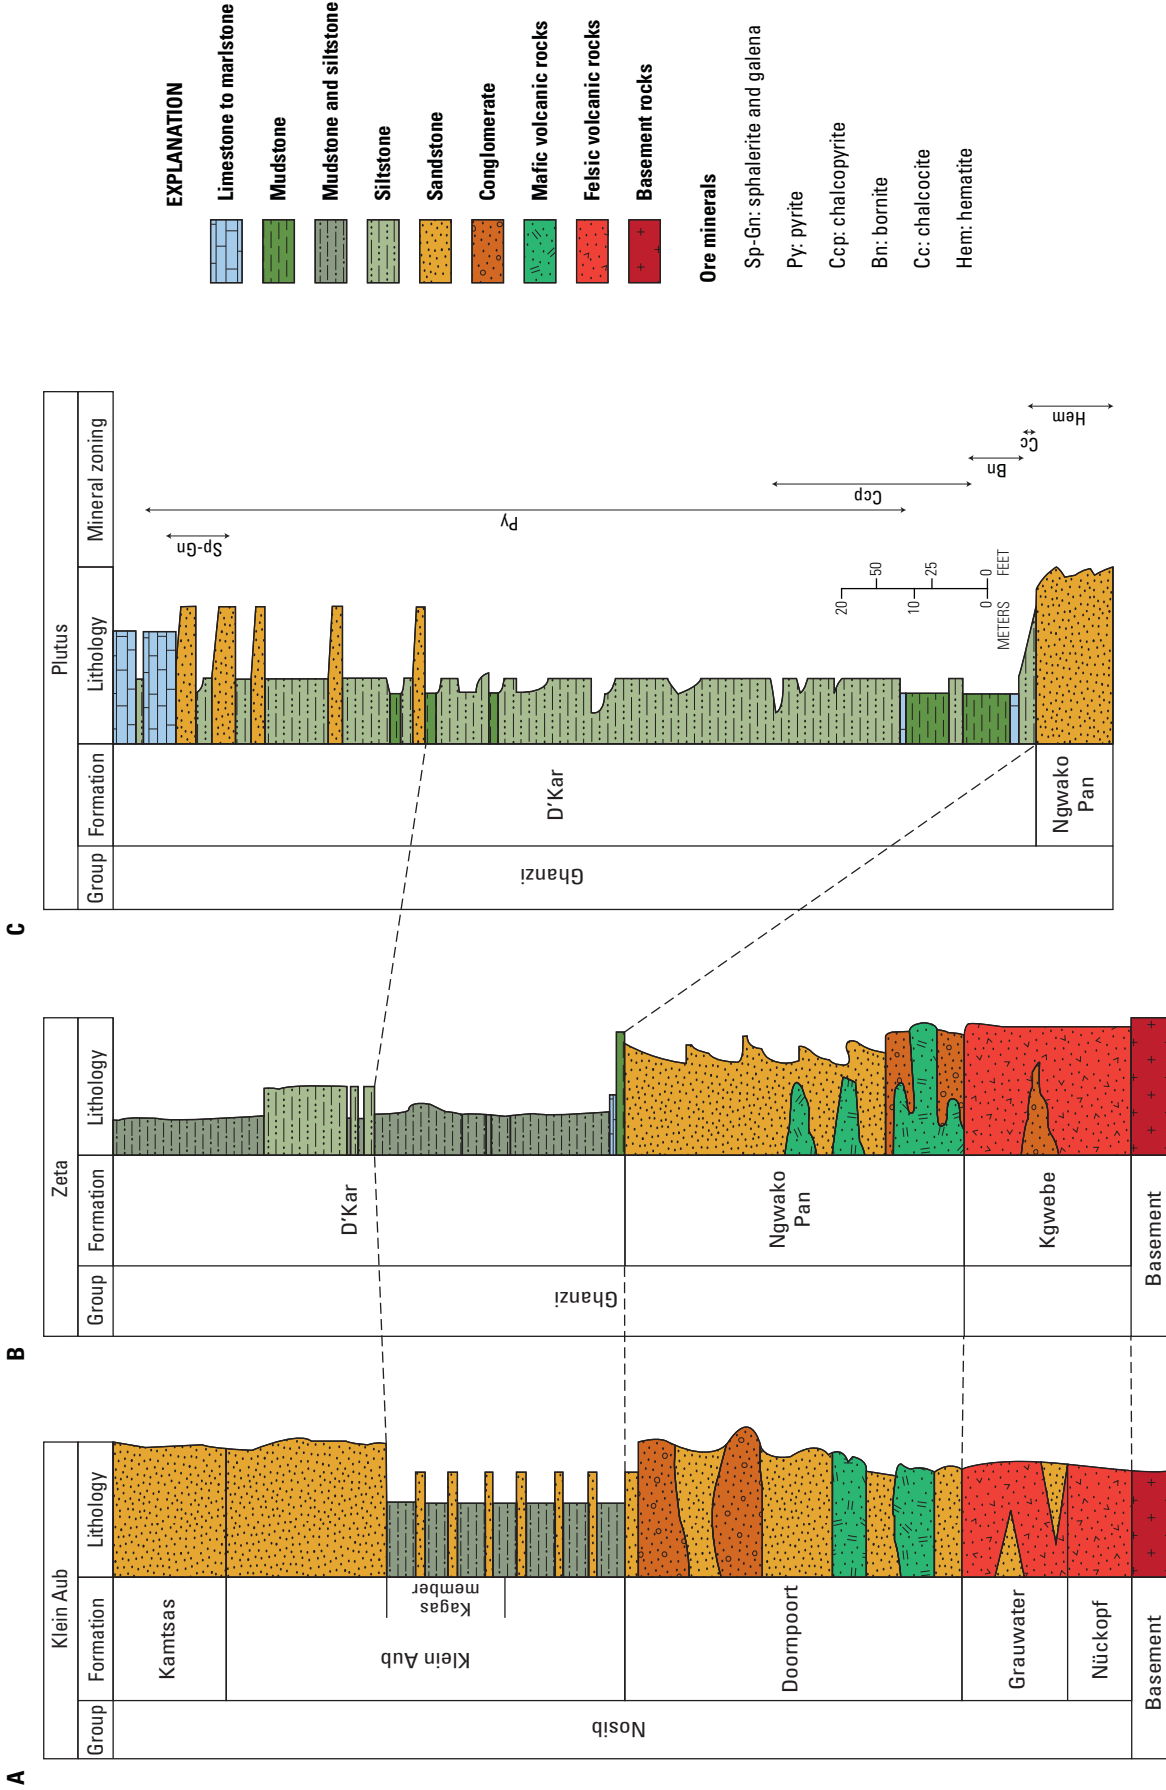 A
Klein Aub
Group
Formation
Lithology
Nosib
Kamtsas
Klein Aub
Kagas
member
Doornpoort
Grauwater
Nückopf
Basement
B
Zeta
Group
Formation
Lithology
Ghanzi
D'Kar
Ngwako
Pan
Kgwebe
Basement
C
Plutus
Group
Formation
Lithology
Mineral zoning
Ghanzi
D'Kar
Ngwako
Pan
Sp-Gn
Py
Ccp
Bn
Cc
Hem
20
10
0
METERS
50
25
0
FEET
EXPLANATION
Limestone to marlstone
Mudstone
Mudstone and siltstone
Siltstone
Sandstone
Conglomerate
Mafic volcanic rocks
Felsic volcanic rocks
Basement rocks
Ore minerals
Sp-Gn: sphalerite and galena
Py: pyrite
Ccp: chalcopyrite
Bn: bornite
Cc: chalcocite
Hem: hematite